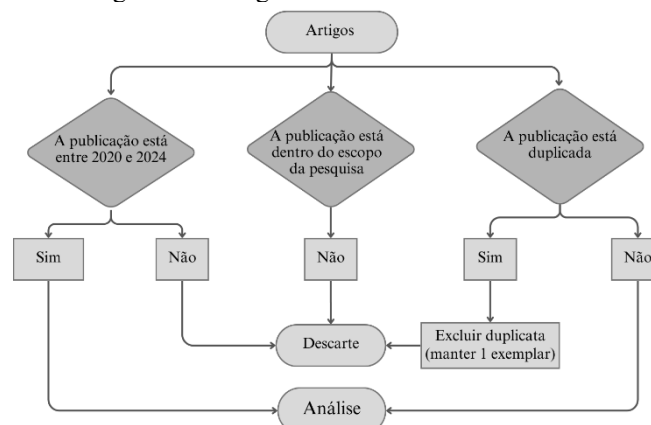 Artigos
A publicação está
entre 2020 e 2024
A publicação está
dentro do escopo
da pesquisa
A publicação está
duplicada
Sim
Não
Não
Sim
Não
Descarte
Excluir duplicata
(manter 1 exemplar)
Análise